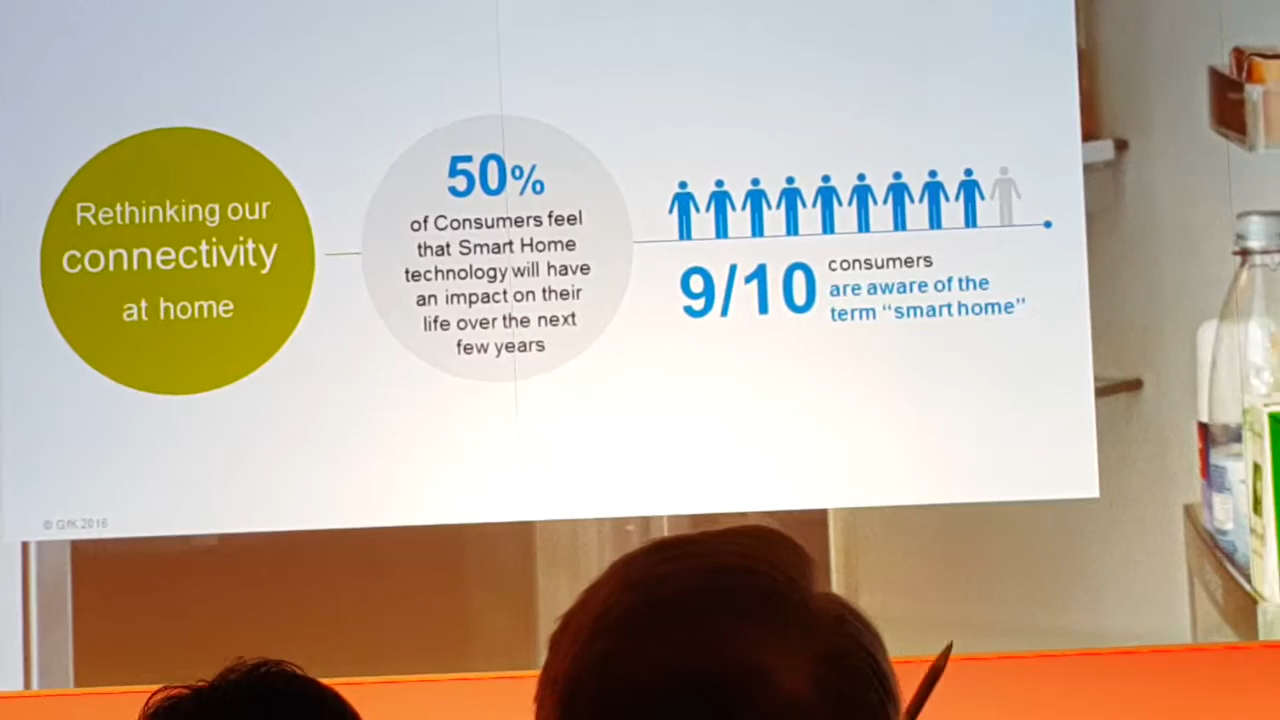 Rethinking our
connectivity
at home
50%
of Consumers feel
that Smart Home
technology will have
an impact on their
life over the next
few years
9/10
consumers
are aware of the
term “smart home”
© GfK 2016